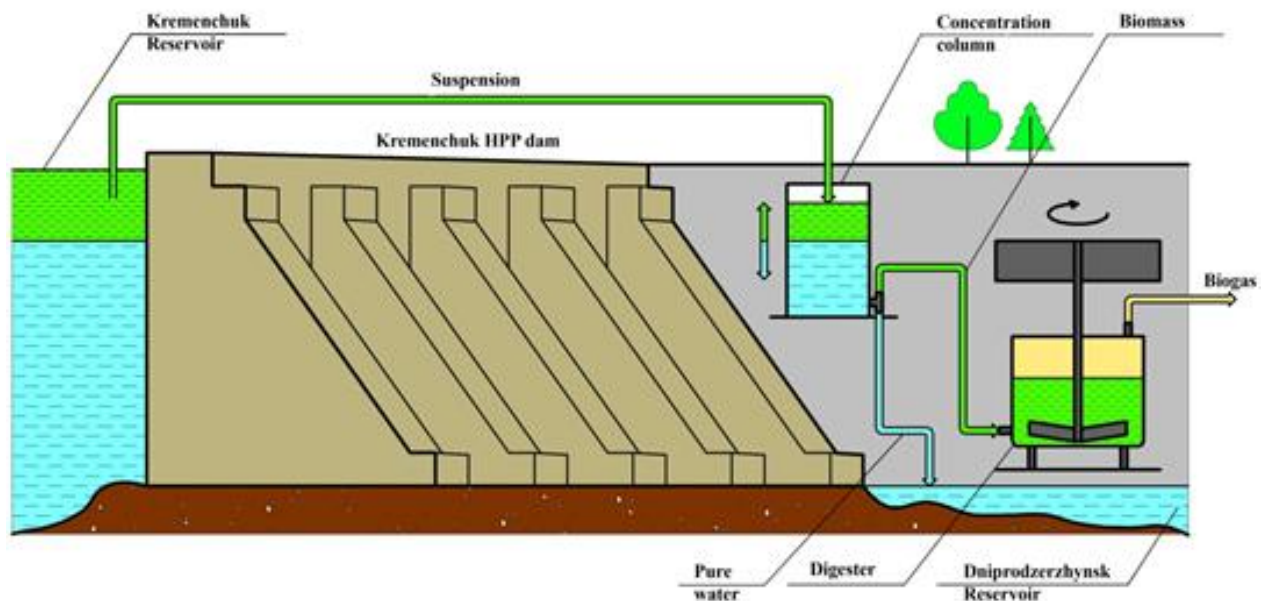 Kremenchuk
Reservoir
Concentration
column
Biomass
Suspension
Kremenchuk HPP dam
Biogas
Pure
water
Digester
Dniprodzerzhynsk
Reservoir